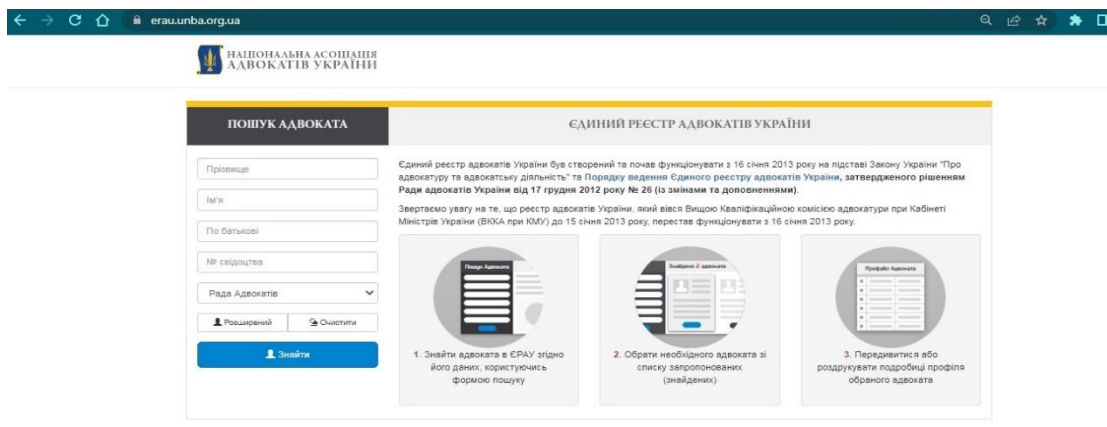 erau.unba.org.ua
НАЦІОНАЛЬНА АСОЦІАЦІЯ
АДВОКАТІВ УКРАЇНИ
ПОШУК АДВОКАТА
Прізвище
Ім'я
По батькові
№ свідоцтва
Рада Адвокатів
Розширений
Очистити
Знайти
ЄДИНИЙ РЕЄСТР АДВОКАТІВ УКРАЇНИ
Єдиний реєстр адвокатів України був створений та почав функціонувати з 16 січня 2013 року на підставі Закону України "Про
адвокатуру та адвокатську діяльність" та Порядку ведення Єдиного реєстру адвокатів України, затвердженого рішенням
Ради адвокатів України від 17 грудня 2012 року № 26 (із змінами та доповненнями).
Звертаємо увагу на те, що реєстр адвокатів України, який вівся Вищою Кваліфікаційною комісією адвокатури при Кабінеті
Міністрів України (ВККА при КМУ) до 15 січня 2013 року, перестав функціонувати з 16 січня 2013 року.
Пошук Адвоката
1. Знайти адвоката в ЄРАУ згідно
його даних, користуючись
формою пошуку
Знайдено 2 адвоката
2. Обрати необхідного адвоката зі
списку запропонованих
(знайдених)
Профайл Адвоката
3. Передивитися або
роздрукувати подробиці профіля
обраного адвоката